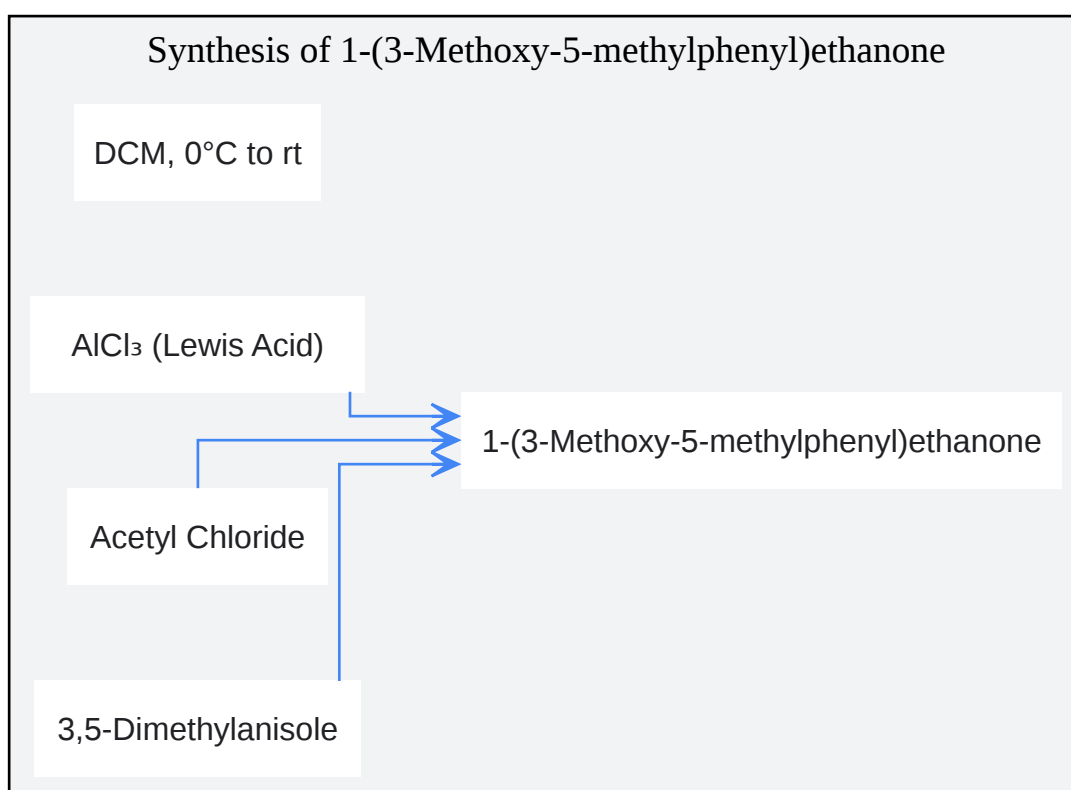 Synthesis of 1-(3-Methoxy-5-methylphenyl)ethanone
DCM, 0°C to rt
AlCl₃ (Lewis Acid)
1-(3-Methoxy-5-methylphenyl)ethanone
Acetyl Chloride
3,5-Dimethylanisole